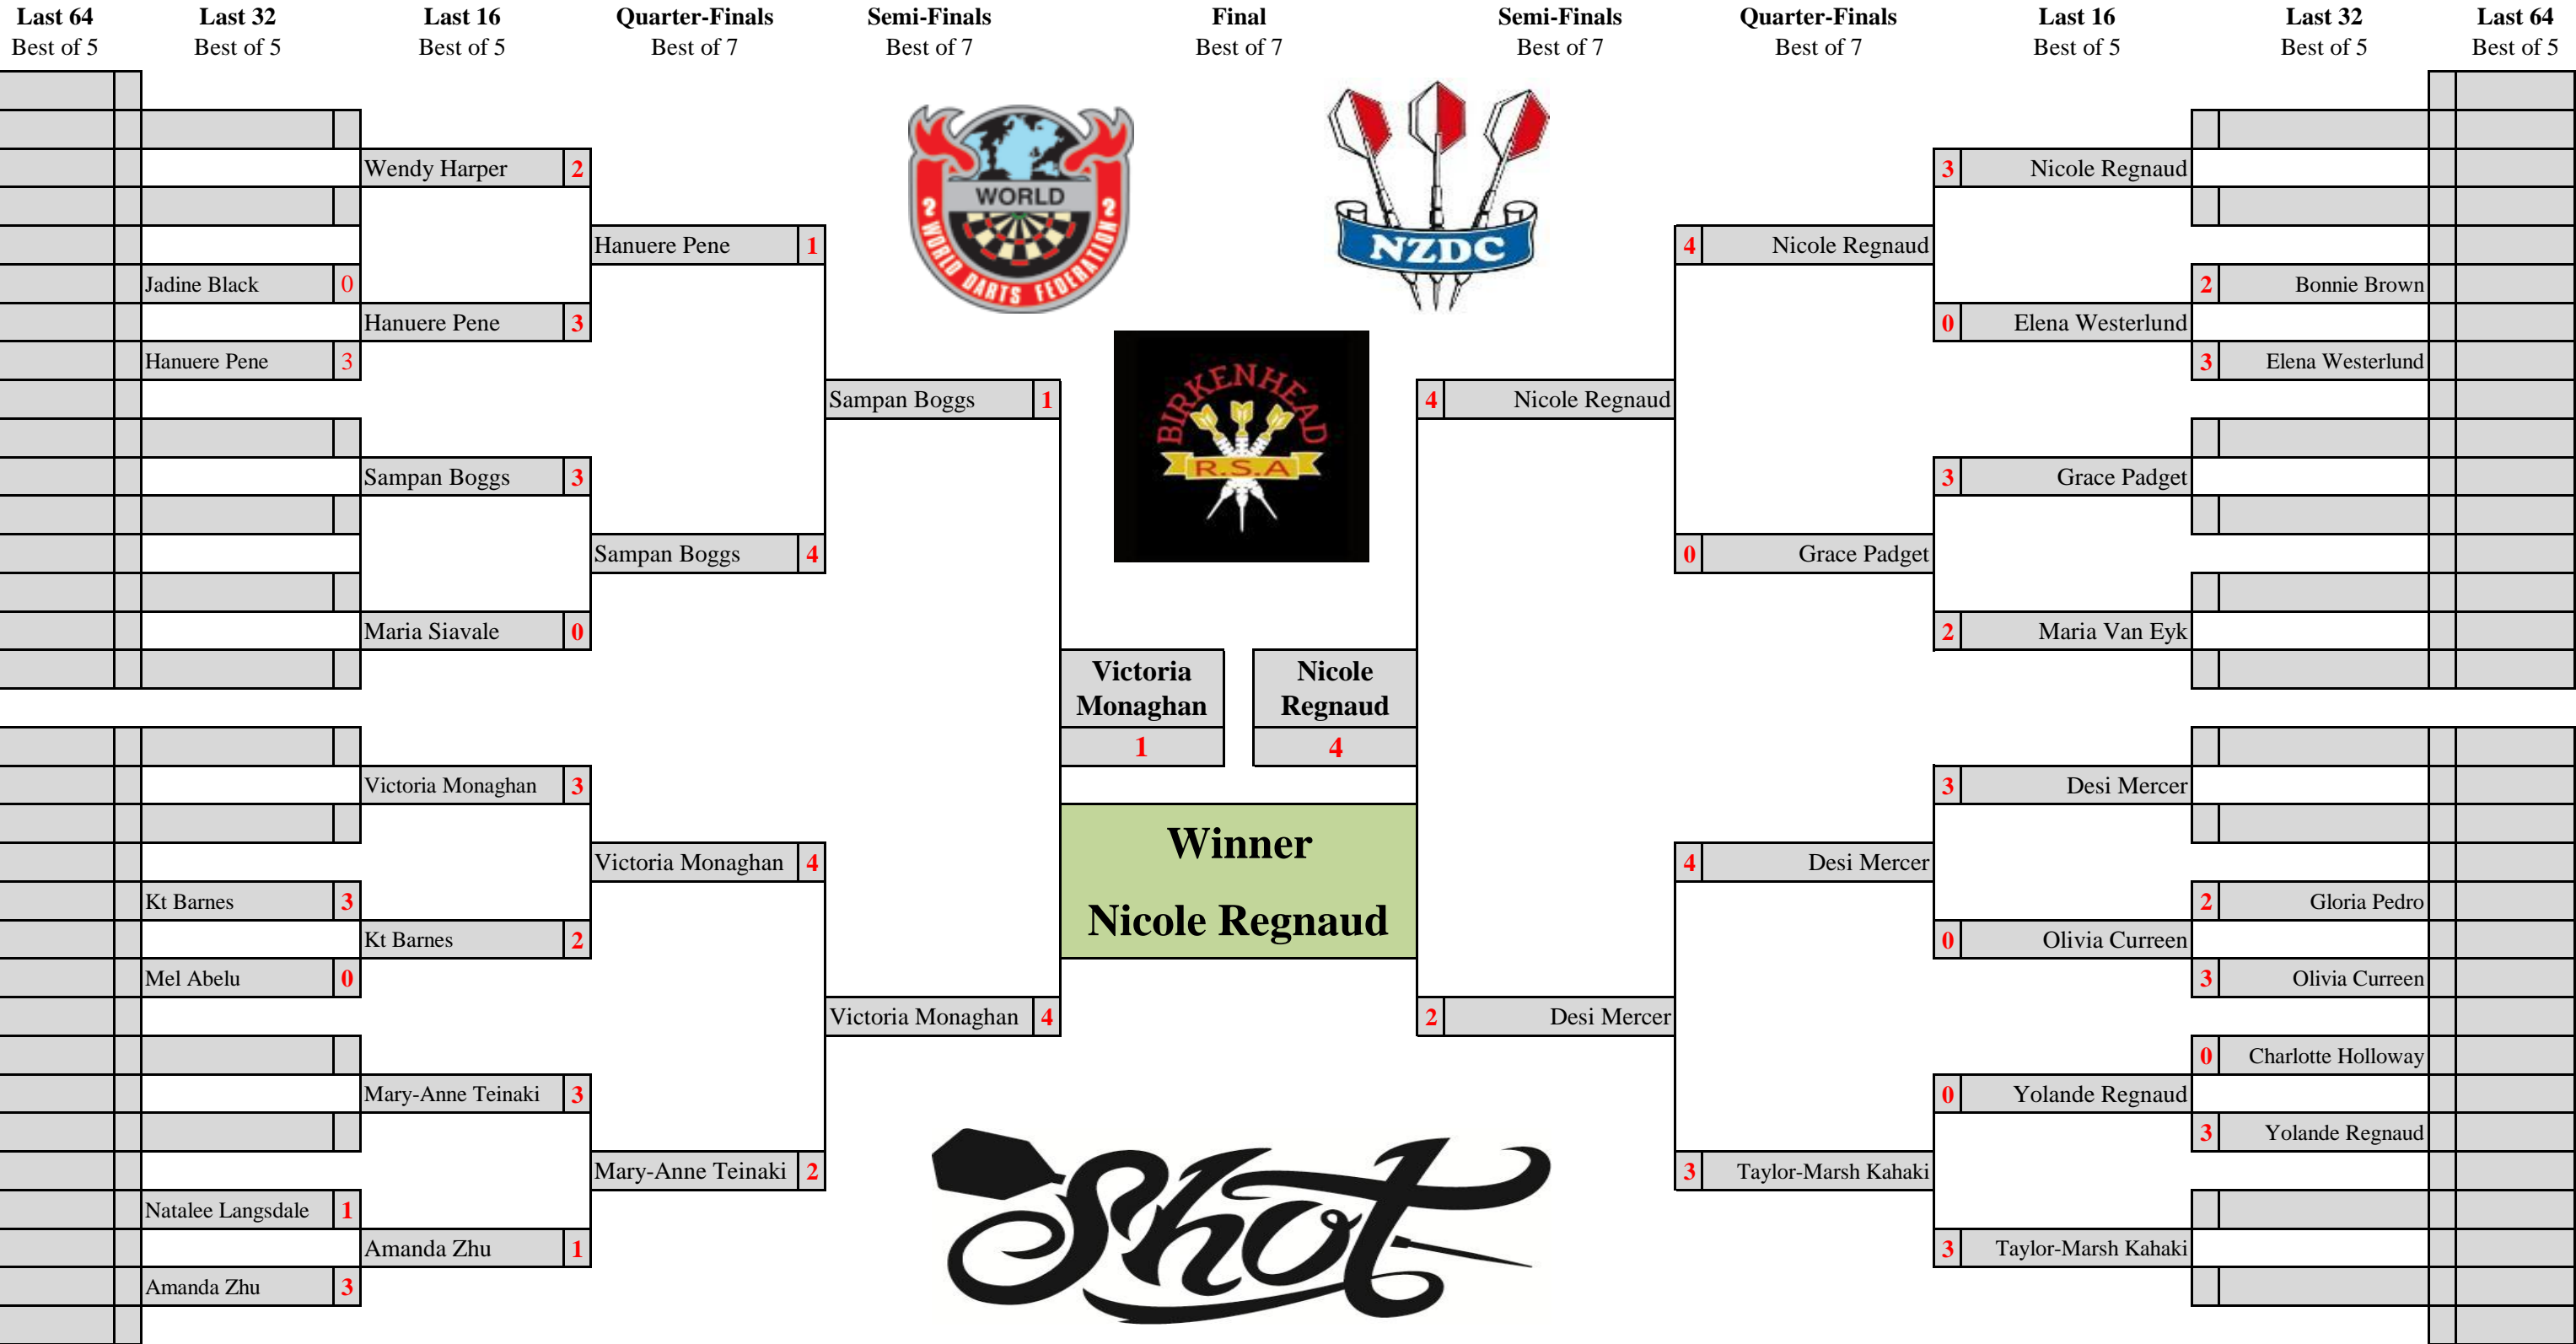 Last 64 Last 32 Last 16 Quarter-Finals Semi-Finals Final Semi-Finals Quarter-Finals Last 16 Last 32 Last 64
Best of 5 Best of 5 Best of 5 Best of 7 Best of 7 Best of 7 Best of 7 Best of 7 Best of 5 Best of 5 Best of 5
Wendy Harper 2
3 Nicole Regnaud
WORLD
2 WORLD DARTS FEDERATION 2
NZDC
Hanuere Pene 1
4 Nicole Regnaud
Jadine Black 0
2 Bonnie Brown
Hanuere Pene 3
0 Elena Westerlund
Hanuere Pene 3
3 Elena Westerlund
BIRKENHEAD
R.S.A
Sampan Boggs 1
4 Nicole Regnaud
Sampan Boggs 3
3 Grace Padget
Sampan Boggs 4
0 Grace Padget
Maria Siavale 0
2 Maria Van Eyk
Victoria Monaghan
1
Nicole Regnaud
4
Victoria Monaghan 3
3 Desi Mercer
Winner
Nicole Regnaud
Victoria Monaghan 4
4 Desi Mercer
Kt Barnes 3
2 Gloria Pedro
Kt Barnes 2
0 Olivia Curreen
Mel Abelu 0
3 Olivia Curreen
Victoria Monaghan 4
2 Desi Mercer
0 Charlotte Holloway
Mary-Anne Teinaki 3
0 Yolande Regnaud
3 Yolande Regnaud
Mary-Anne Teinaki 2
3 Taylor-Marsh Kahaki
Natalee Langsdale 1
Amanda Zhu 1
3 Taylor-Marsh Kahaki
Amanda Zhu 3
Shot